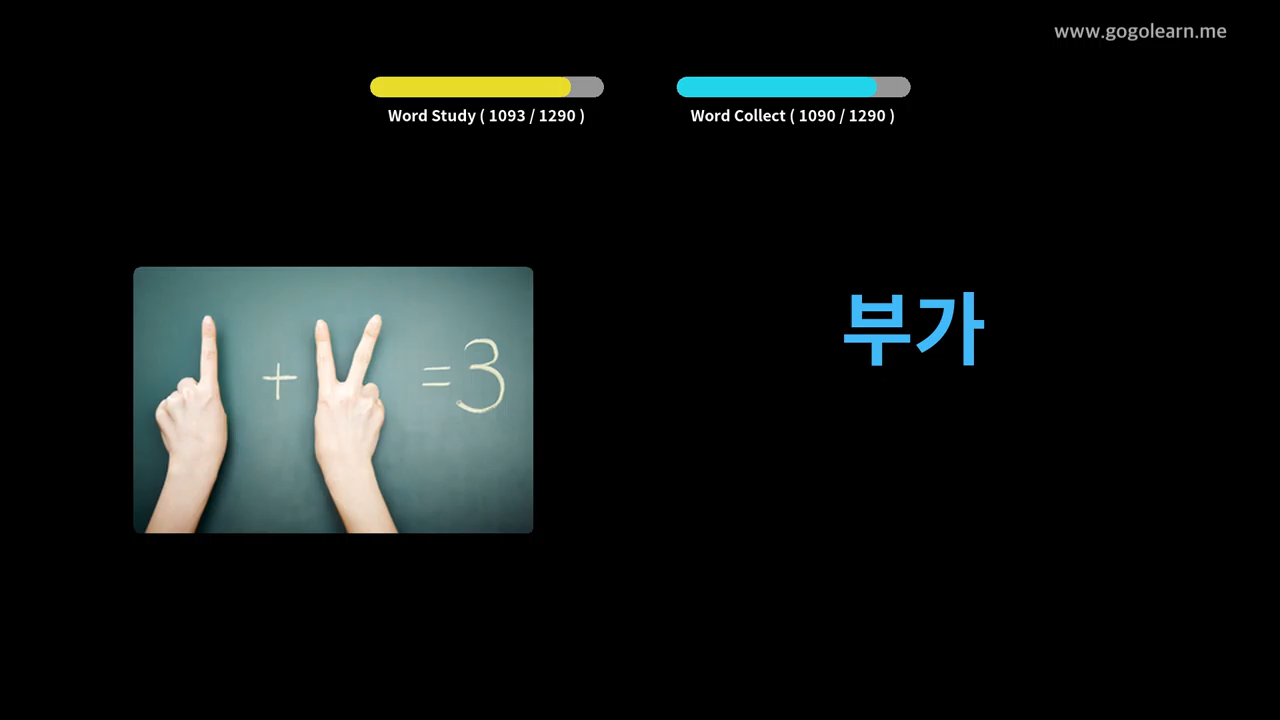 www.gogolearn.me
Word Study ( 1093 / 1290 )
Word Collect ( 1090 / 1290 )
부가
+ =3